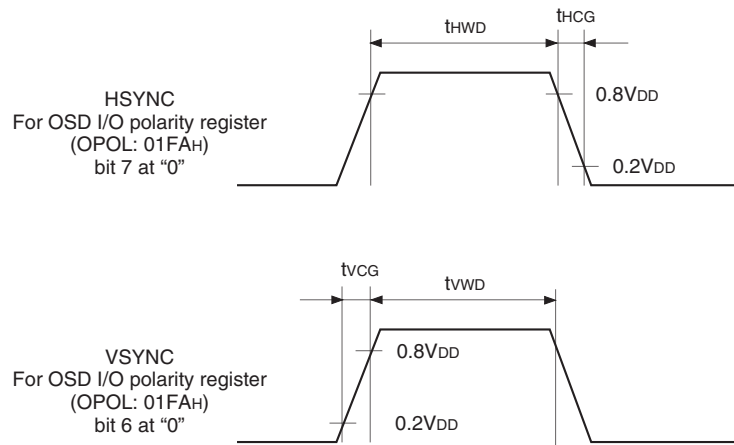 tHWD
tHCG
HSYNC
For OSD I/O polarity register
(OPOL: 01FAH)
bit 7 at “0”
0.8VDD
0.2VDD
tVCG
tVWD
VSYNC
For OSD I/O polarity register
(OPOL: 01FAH)
bit 6 at “0”
0.8VDD
0.2VDD